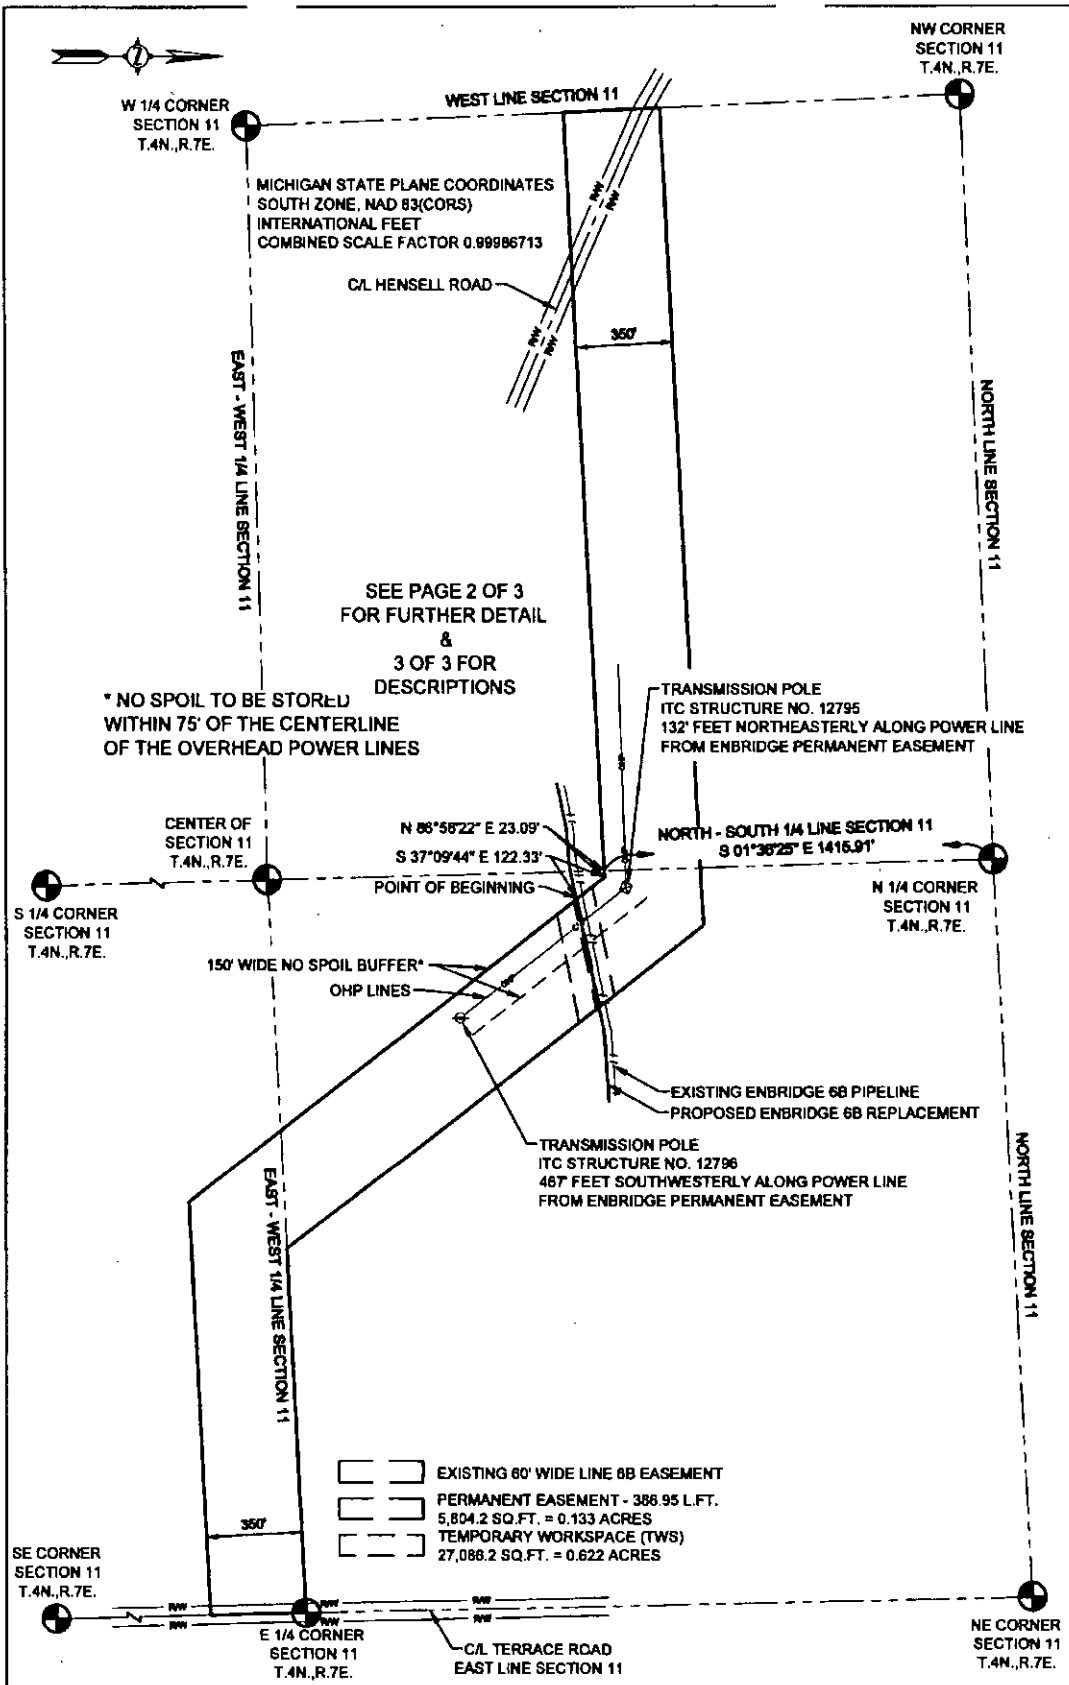 NW CORNER
SECTION 11
T.4N.,R.7E.
Z
W 1/4 CORNER
SECTION 11
T.4N.,R.7E.
WEST LINE SECTION 11
R/W
R/W
MICHIGAN STATE PLANE COORDINATES
SOUTH ZONE, NAD 83(CORS)
INTERNATIONAL FEET
COMBINED SCALE FACTOR 0.99986713
C/L HENSELL ROAD
R/W
R/W
350'
EAST - WEST 1/4 LINE SECTION 11
NORTH LINE SECTION 11
SEE PAGE 2 OF 3
FOR FURTHER DETAIL
&
3 OF 3 FOR
DESCRIPTIONS
* NO SPOIL TO BE STORED
WITHIN 75' OF THE CENTERLINE
OF THE OVERHEAD POWER LINES
TRANSMISSION POLE
ITC STRUCTURE NO. 12795
132' FEET NORTHEASTERLY ALONG POWER LINE
FROM ENBRIDGE PERMANENT EASEMENT
OHP
CENTER OF
SECTION 11
T.4N.,R.7E.
N 86°58'22" E 23.09'
S 37°09'44" E 122.33'
POINT OF BEGINNING
NORTH - SOUTH 1/4 LINE SECTION 11
S 01°36'25" E 1415.91'
S 1/4 CORNER
SECTION 11
T.4N.,R.7E.
N 1/4 CORNER
SECTION 11
T.4N.,R.7E.
150' WIDE NO SPOIL BUFFER*
OHP LINES
OHP
EXISTING ENBRIDGE 6B PIPELINE
PROPOSED ENBRIDGE 6B REPLACEMENT
TRANSMISSION POLE
ITC STRUCTURE NO. 12796
467' FEET SOUTHWESTERLY ALONG POWER LINE
FROM ENBRIDGE PERMANENT EASEMENT
EAST - WEST 1/4 LINE SECTION 11
NORTH LINE SECTION 11
EXISTING 60' WIDE LINE 6B EASEMENT
PERMANENT EASEMENT - 386.95 L.FT.
5,804.2 SQ.FT. = 0.133 ACRES
TEMPORARY WORKSPACE (TWS)
27,086.2 SQ.FT. = 0.622 ACRES
350'
SE CORNER
SECTION 11
T.4N.,R.7E.
R/W
R/W
R/W
R/W
R/W
E 1/4 CORNER
SECTION 11
T.4N.,R.7E.
C/L TERRACE ROAD
EAST LINE SECTION 11
NE CORNER
SECTION 11
T.4N.,R.7E.